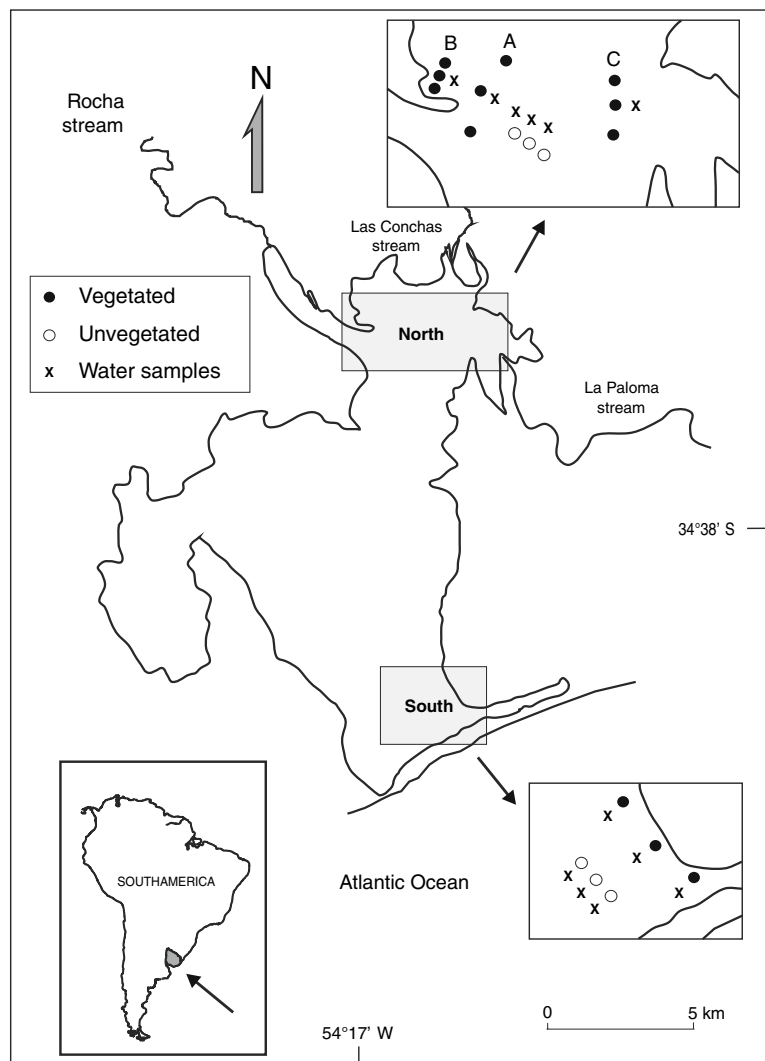 B
A
C
N
Rocha
stream
Las Conchas
stream
Vegetated
Unvegetated
x Water samples
North
La Paloma
stream
34°38' S
South
SOUTHAMERICA
Atlantic Ocean
0 5 km
54°17' W
x
x
x
x
x
x
x
x
x
x
x
x